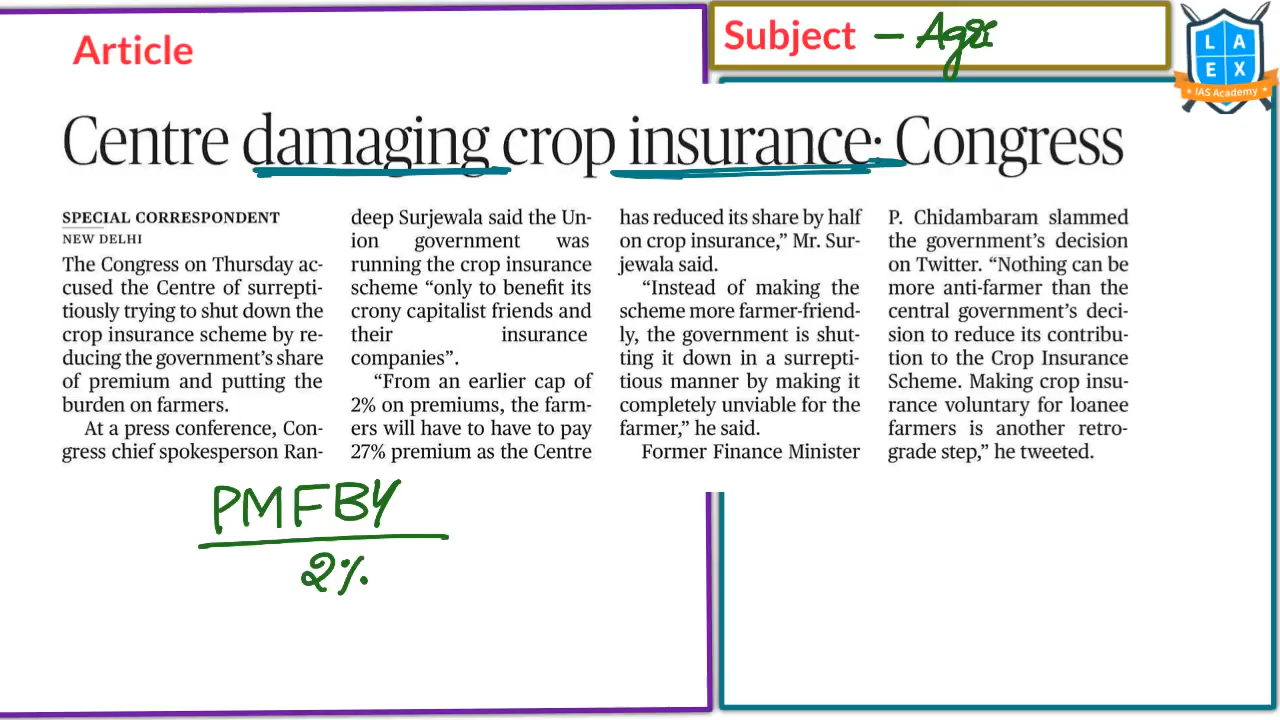 Article
Subject - Agri
L A
E X
IAS Academy
Centre damaging crop insurance: Congress
SPECIAL CORRESPONDENT
NEW DELHI
The Congress on Thursday ac-
cused the Centre of surrepti-
tiously trying to shut down the
crop insurance scheme by re-
ducing the government's share
of premium and putting the
burden on farmers.
At a press conference, Con-
gress chief spokesperson Ran-
deep Surjewala said the Un-
ion government was
running the crop insurance
scheme "only to benefit its
crony capitalist friends and
their insurance
companies".
"From an earlier cap of
2% on premiums, the farm-
ers will have to have to pay
27% premium as the Centre
has reduced its share by half
on crop insurance," Mr. Sur-
jewala said.
"Instead of making the
scheme more farmer-friend-
ly, the government is shut-
ting it down in a surrepti-
tious manner by making it
completely unviable for the
farmer," he said.
Former Finance Minister
P. Chidambaram slammed
the government's decision
on Twitter. "Nothing can be
more anti-farmer than the
central government's deci-
sion to reduce its contribu-
tion to the Crop Insurance
Scheme. Making crop insu-
rance voluntary for loanee
farmers is another retro-
grade step," he tweeted.
PMFBY
2%